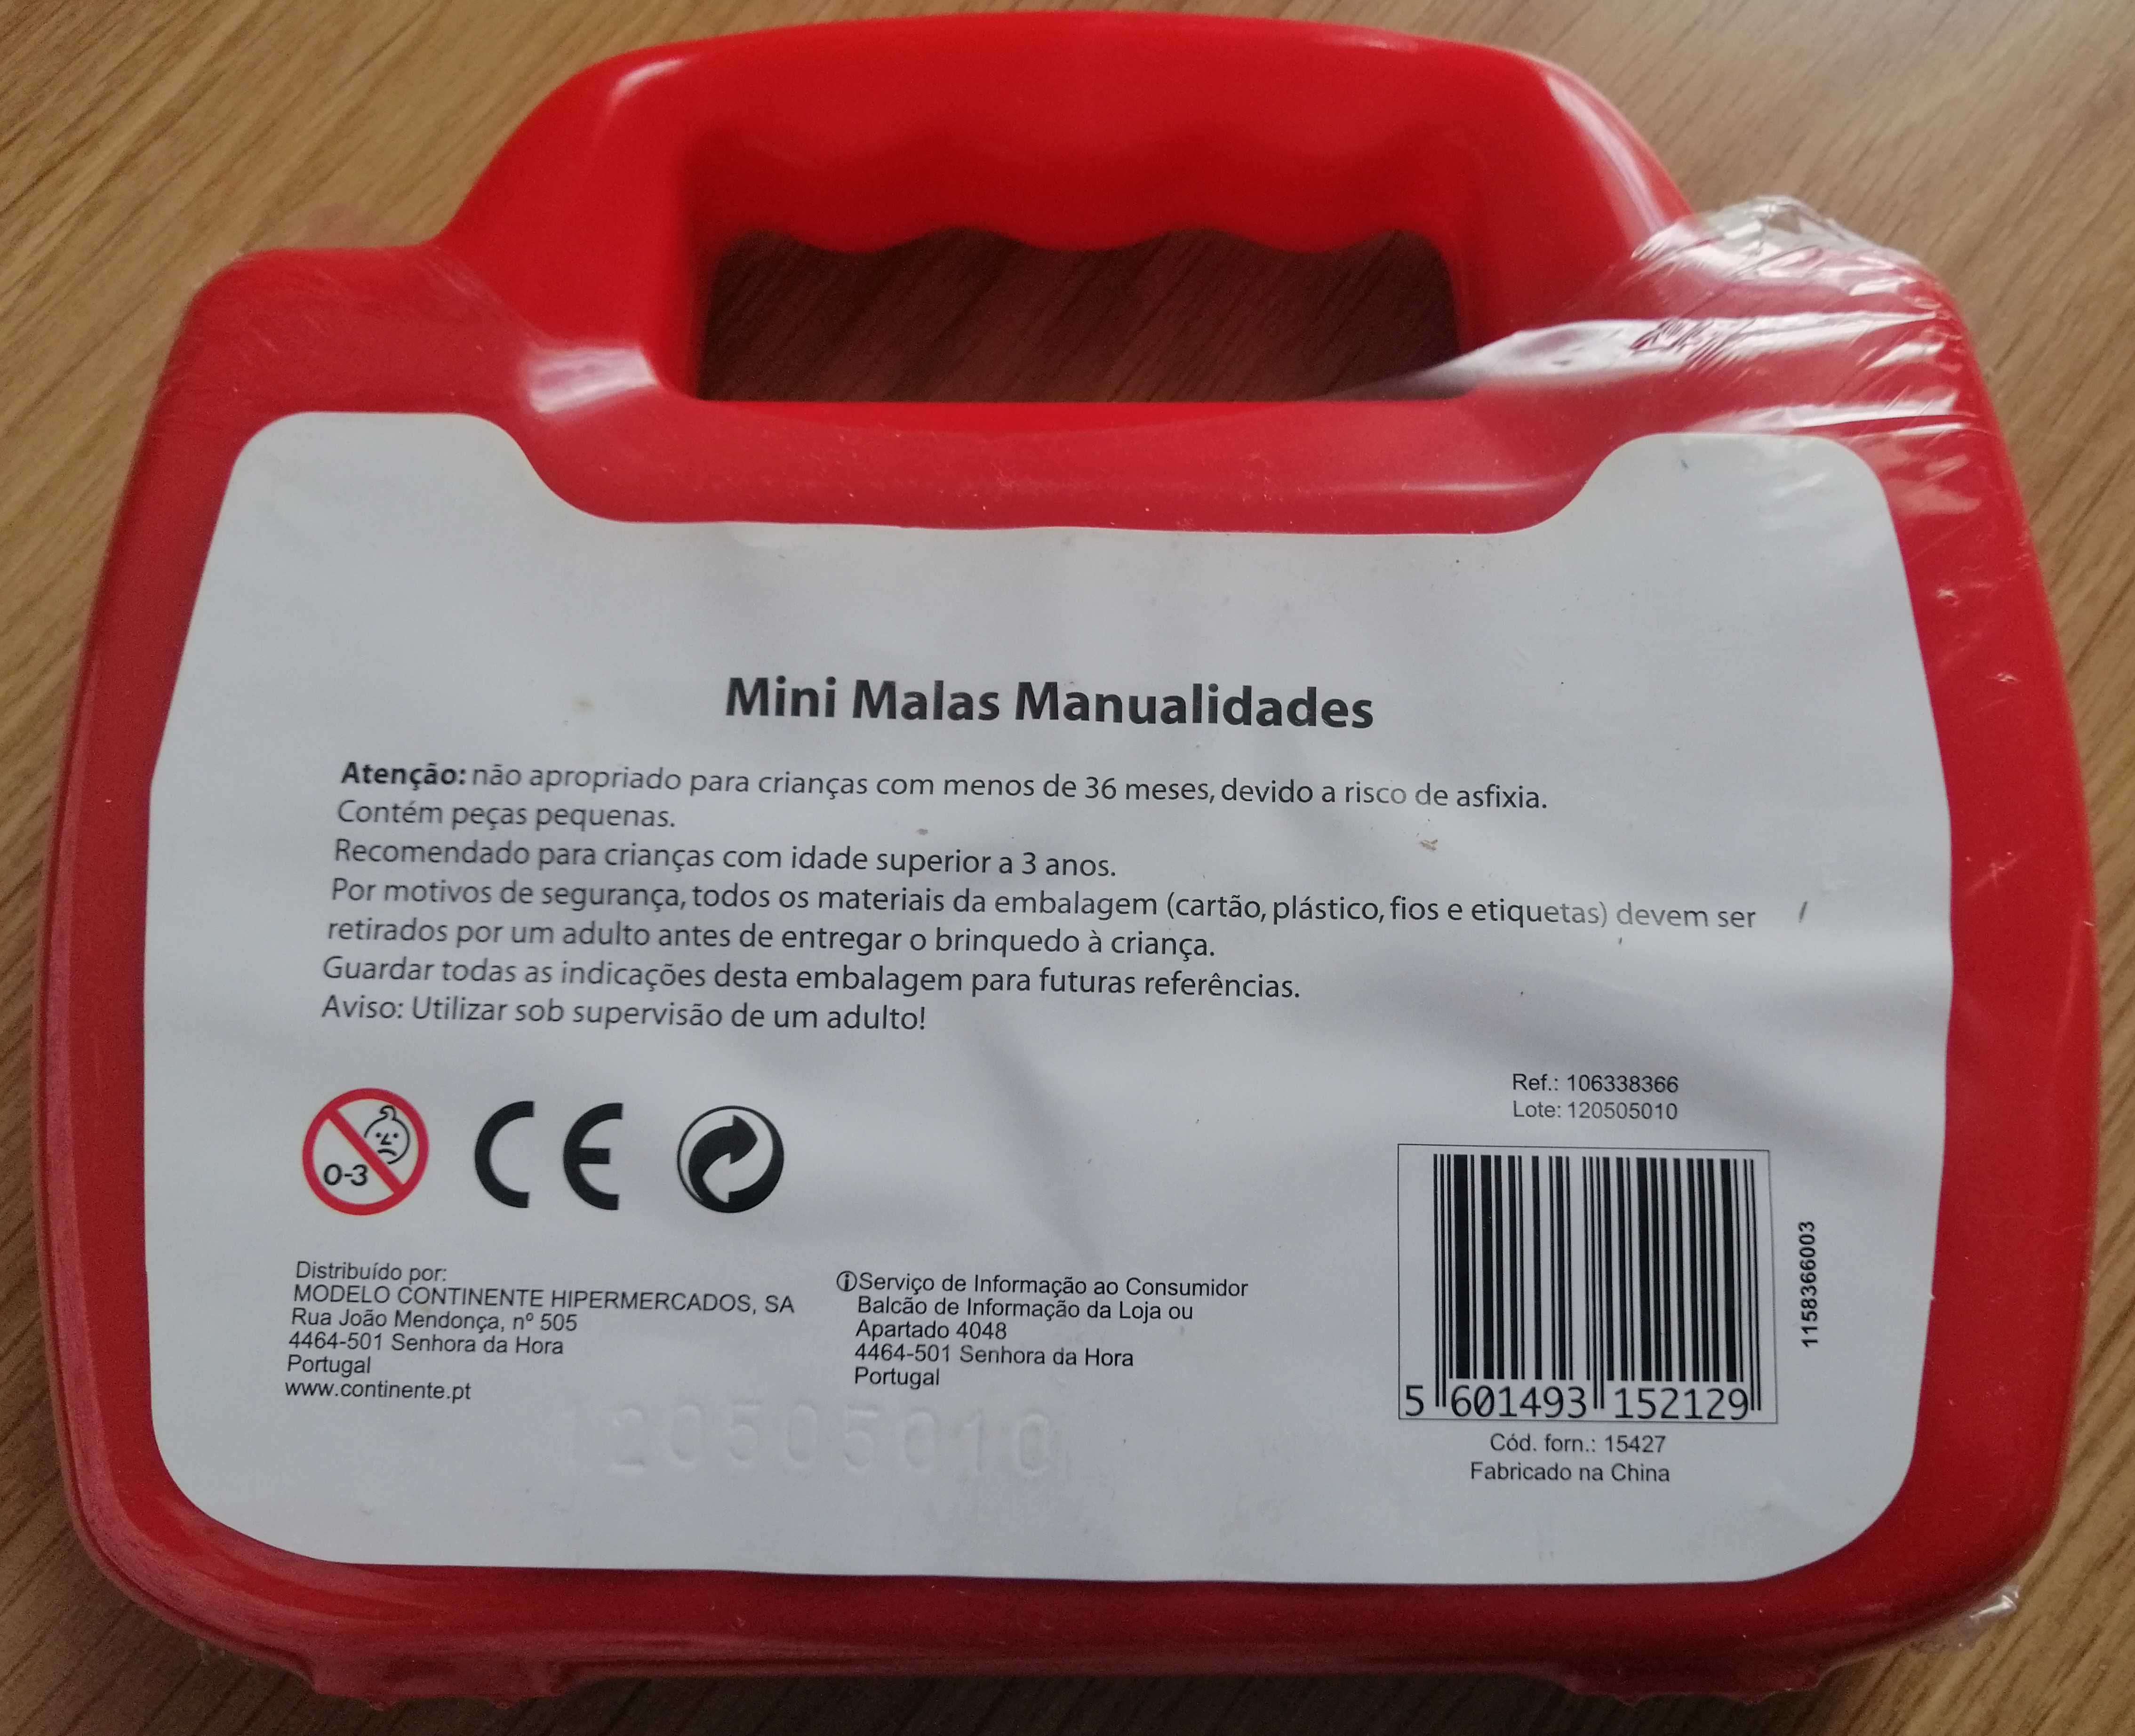 Mini Malas Manualidades
Atenção: não apropriado para crianças com menos de 36 meses, devido a risco de asfixia.
Contém peças pequenas.
Recomendado para crianças com idade superior a 3 anos.
Por motivos de segurança, todos os materiais da embalagem (cartão, plástico, fios e etiquetas) devem ser
retirados por um adulto antes de entregar o brinquedo à criança.
Guardar todas as indicações desta embalagem para futuras referências.
Aviso: Utilizar sob supervisão de um adulto!
0-3
CE
Distribuído por:
MODELO CONTINENTE HIPERMERCADOS, SA
Rua João Mendonça, nº 505
4464-501 Senhora da Hora
Portugal
www.continente.pt
ⓘServiço de Informação ao Consumidor
Balcão de Informação da Loja ou
Apartado 4048
4464-501 Senhora da Hora
Portugal
120505010
Ref.: 106338366
Lote: 120505010
5 601493 152129
1158366003
Cód. forn.: 15427
Fabricado na China